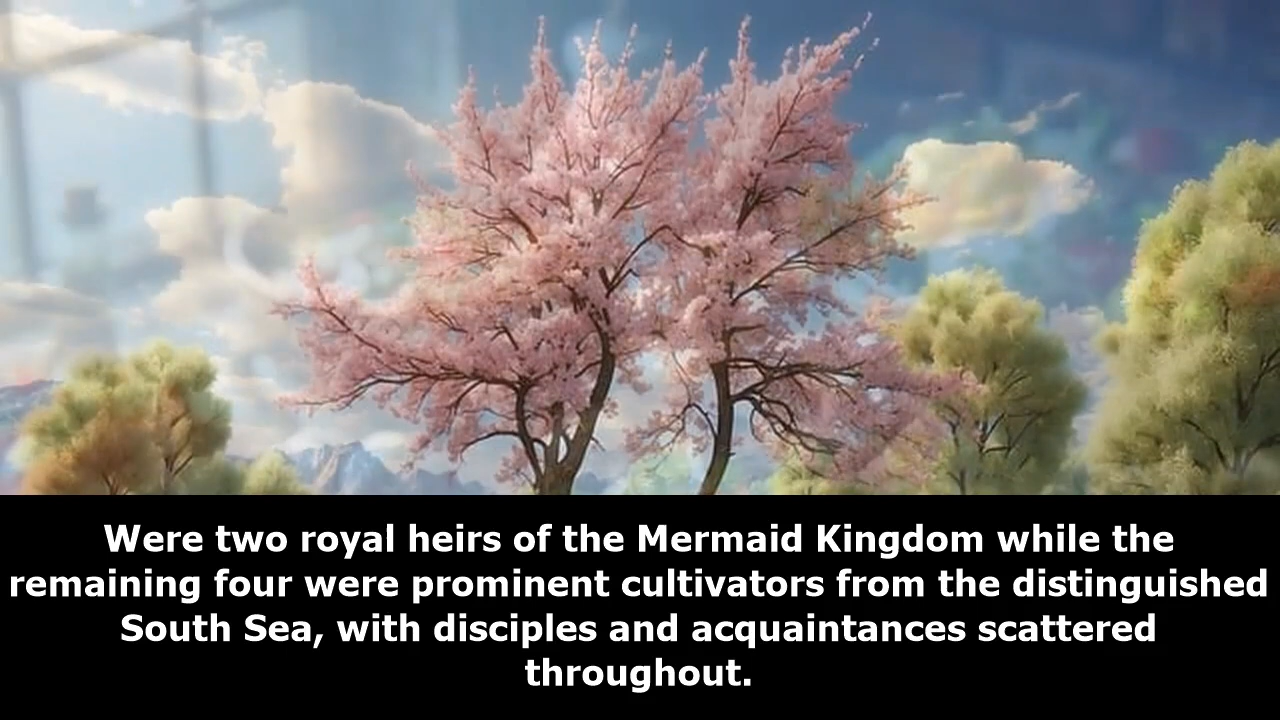 Were two royal heirs of the Mermaid Kingdom while the
remaining four were prominent cultivators from the distinguished
South Sea, with disciples and acquaintances scattered
throughout.